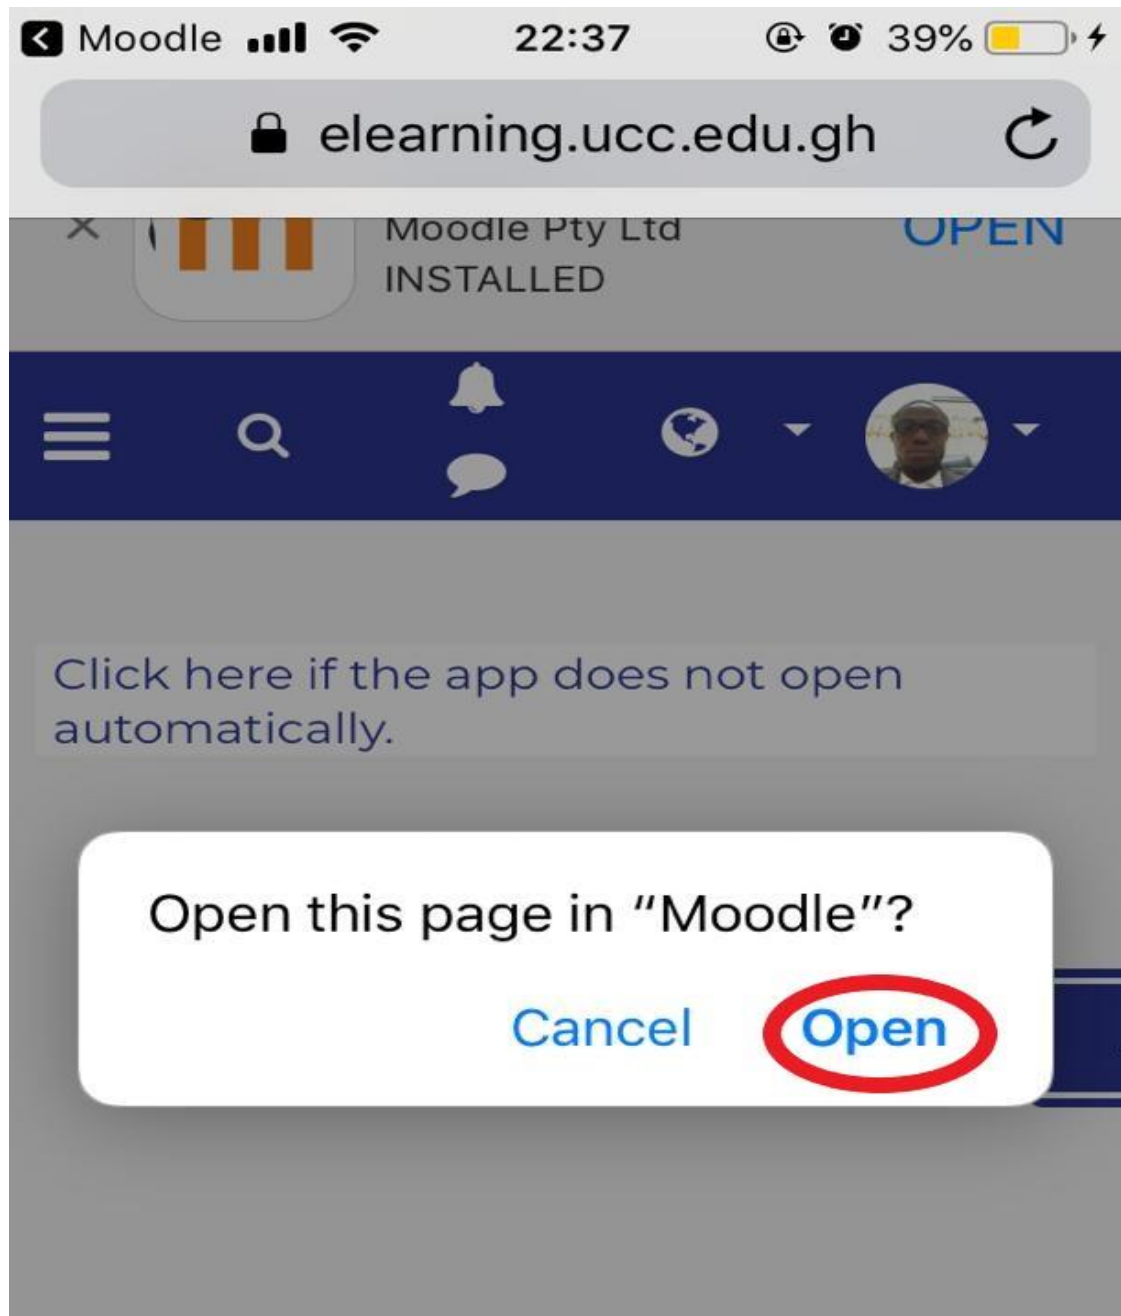 Moodle 22:37 39%
elearning.ucc.edu.gh
Moodle Pty Ltd
OPEN
INSTALLED
Click here if the app does not open
automatically.
Open this page in “Moodle”?
Cancel Open